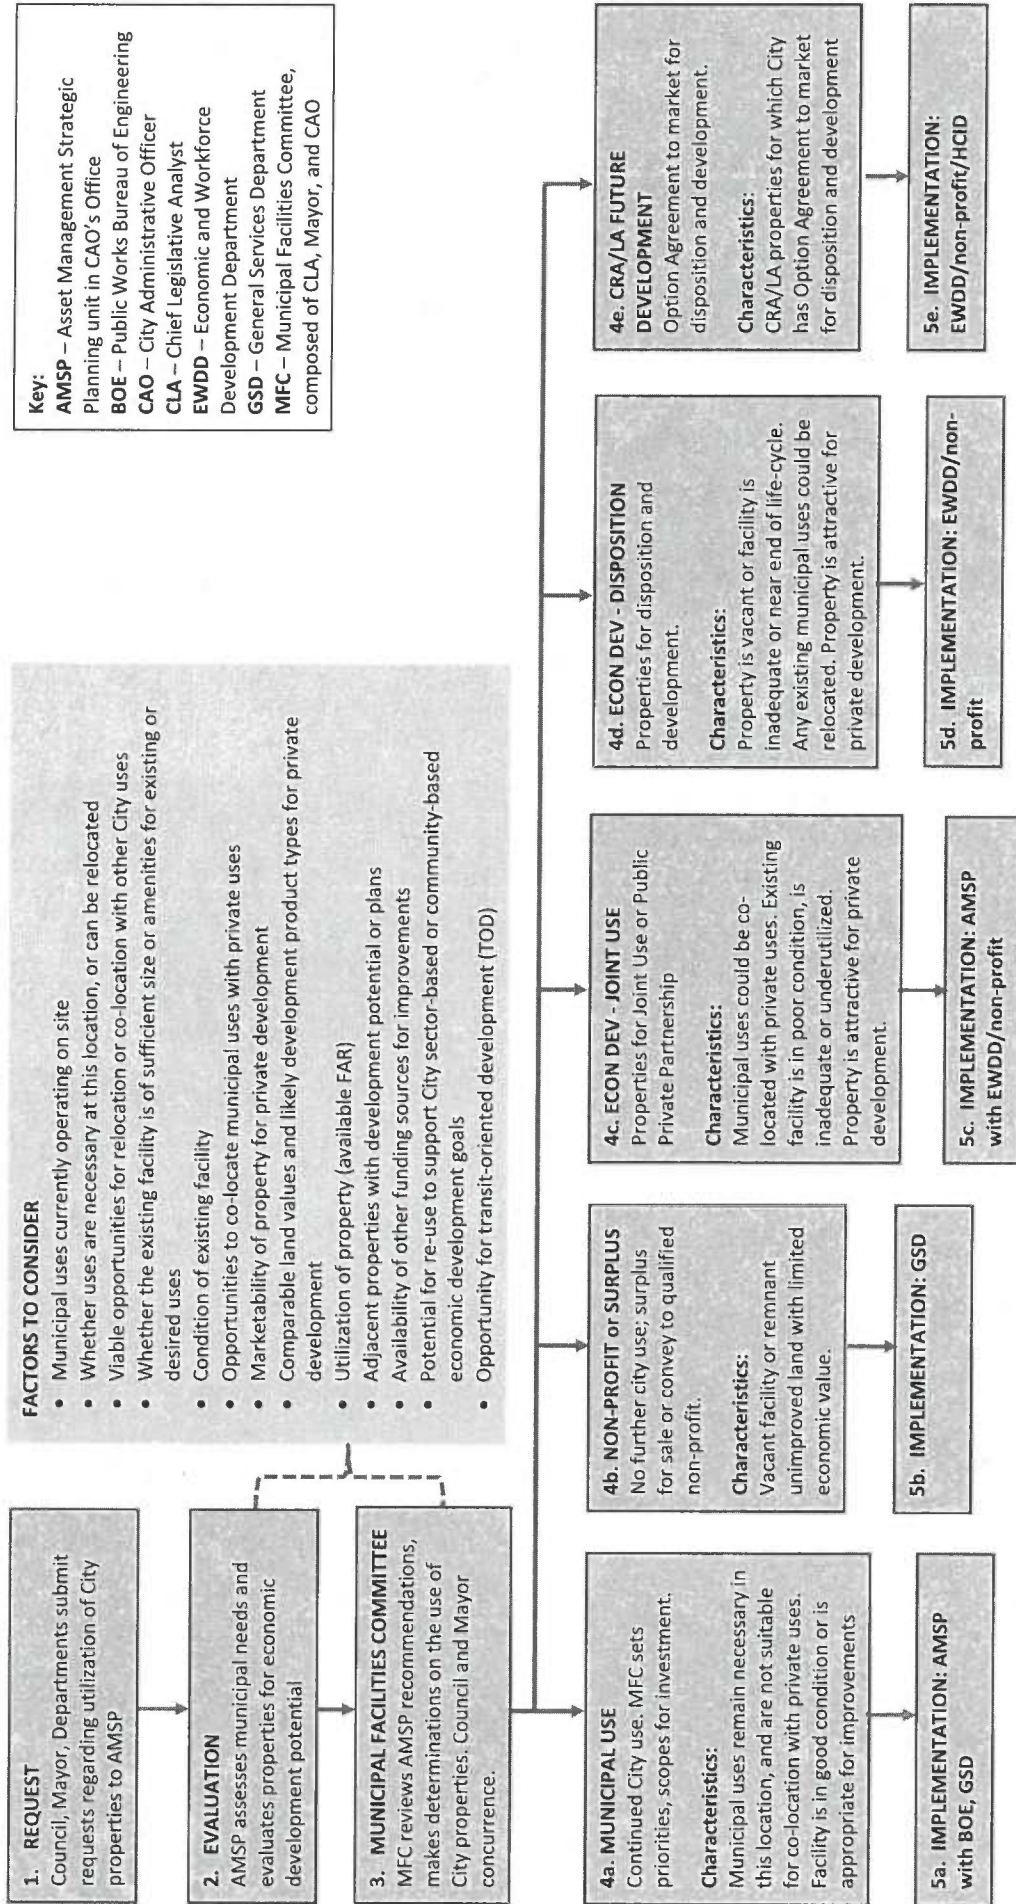 1. REQUEST
Council, Mayor, Departments submit
requests regarding utilization of City
properties to AMSP
2. EVALUATION
AMSP assesses municipal needs and
evaluates properties for economic
development potential
3. MUNICIPAL FACILITIES COMMITTEE
MFC reviews AMSP recommendations,
makes determinations on the use of
City properties. Council and Mayor
concurrence.
FACTORS TO CONSIDER
• Municipal uses currently operating on site
• Whether uses are necessary at this location, or can be relocated
• Viable opportunities for relocation or co-location with other City uses
• Whether the existing facility is of sufficient size or amenities for existing or
desired uses
• Condition of existing facility
• Opportunities to co-locate municipal uses with private uses
• Marketability of property for private development
• Comparable land values and likely development product types for private
development
• Utilization of property (available FAR)
• Adjacent properties with development potential or plans
• Availability of other funding sources for improvements
• Potential for re-use to support City sector-based or community-based
economic development goals
• Opportunity for transit-oriented development (TOD)
Key:
AMSP – Asset Management Strategic
Planning unit in CAO's Office
BOE – Public Works Bureau of Engineering
CAO – City Administrative Officer
CLA – Chief Legislative Analyst
EWDD – Economic and Workforce
Development Department
GSD – General Services Department
MFC – Municipal Facilities Committee,
composed of CLA, Mayor, and CAO
4a. MUNICIPAL USE
Continued City use. MFC sets
priorities, scopes for investment.
Characteristics:
Municipal uses remain necessary in
this location, and are not suitable
for co-location with private uses.
Facility is in good condition or is
appropriate for improvements
5a. IMPLEMENTATION: AMSP
with BOE, GSD
4b. NON-PROFIT or SURPLUS
No further city use; surplus
for sale or convey to qualified
non-profit.
Characteristics:
Vacant facility or remnant
unimproved land with limited
economic value.
5b. IMPLEMENTATION: GSD
4c. ECON DEV - JOINT USE
Properties for Joint Use or Public
Private Partnership
Characteristics:
Municipal uses could be co-
located with private uses. Existing
facility is in poor condition, is
inadequate or underutilized.
Property is attractive for private
development.
5c. IMPLEMENTATION: AMSP
with EWDD/non-profit
4d. ECON DEV - DISPOSITION
Properties for disposition and
development.
Characteristics:
Property is vacant or facility is
inadequate or near end of life-cycle.
Any existing municipal uses could be
relocated. Property is attractive for
private development.
5d. IMPLEMENTATION: EWDD/non-
profit
4e. CRA/LA FUTURE
DEVELOPMENT
Option Agreement to market for
disposition and development.
Characteristics:
CRA/LA properties for which City
has Option Agreement to market
for disposition and development
5e. IMPLEMENTATION:
EWDD/non-profit/HCID